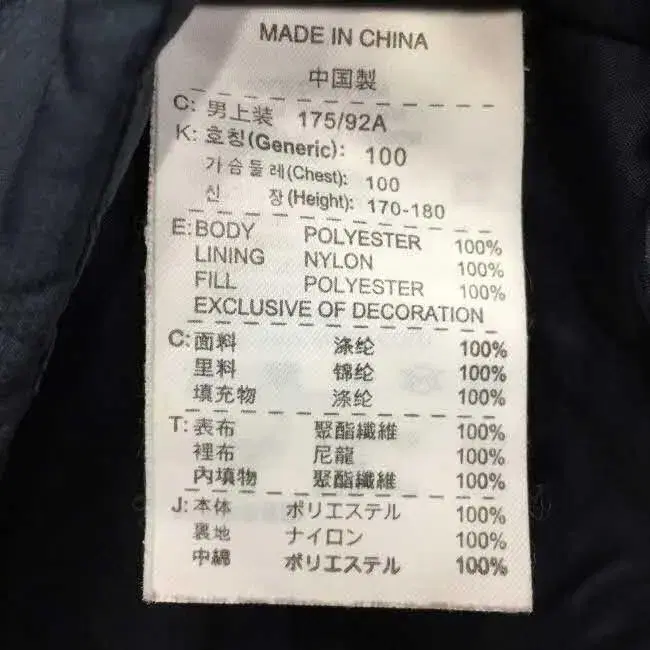 MADE IN CHINA
中国製
C: 男上装 175/92A
K: 호칭(Generic): 100
가슴둘레(Chest): 100
신 장(Height): 170-180
E: BODY POLYESTER 100%
LINING NYLON 100%
FILL POLYESTER 100%
EXCLUSIVE OF DECORATION
C: 面料 涤纶 100%
里料 锦纶 100%
填充物 涤纶 100%
T: 表布 聚酯纖維 100%
裡布 尼龍 100%
內填物 聚酯纖維 100%
J: 本体 ポリエステル 100%
裏地 ナイロン 100%
中綿 ポリエステル 100%